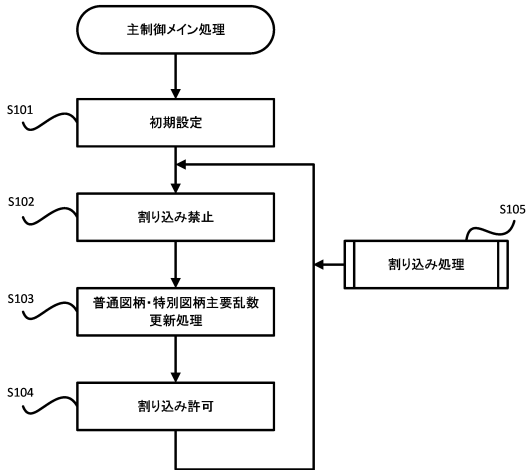 主制御メイン処理
S101
初期設定
S102
割り込み禁止
S105
割り込み処理
S103
普通図柄・特別図柄主要乱数
更新処理
S104
割り込み許可